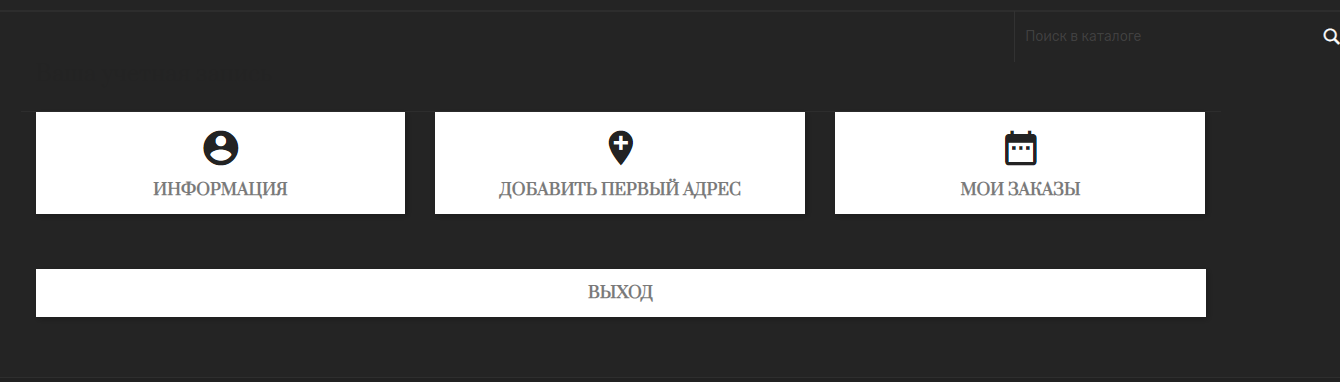 Поиск в каталоге
ИНФОРМАЦИЯ
ДОБАВИТЬ ПЕРВЫЙ АДРЕС
МОИ ЗАКАЗЫ
ВЫХОД